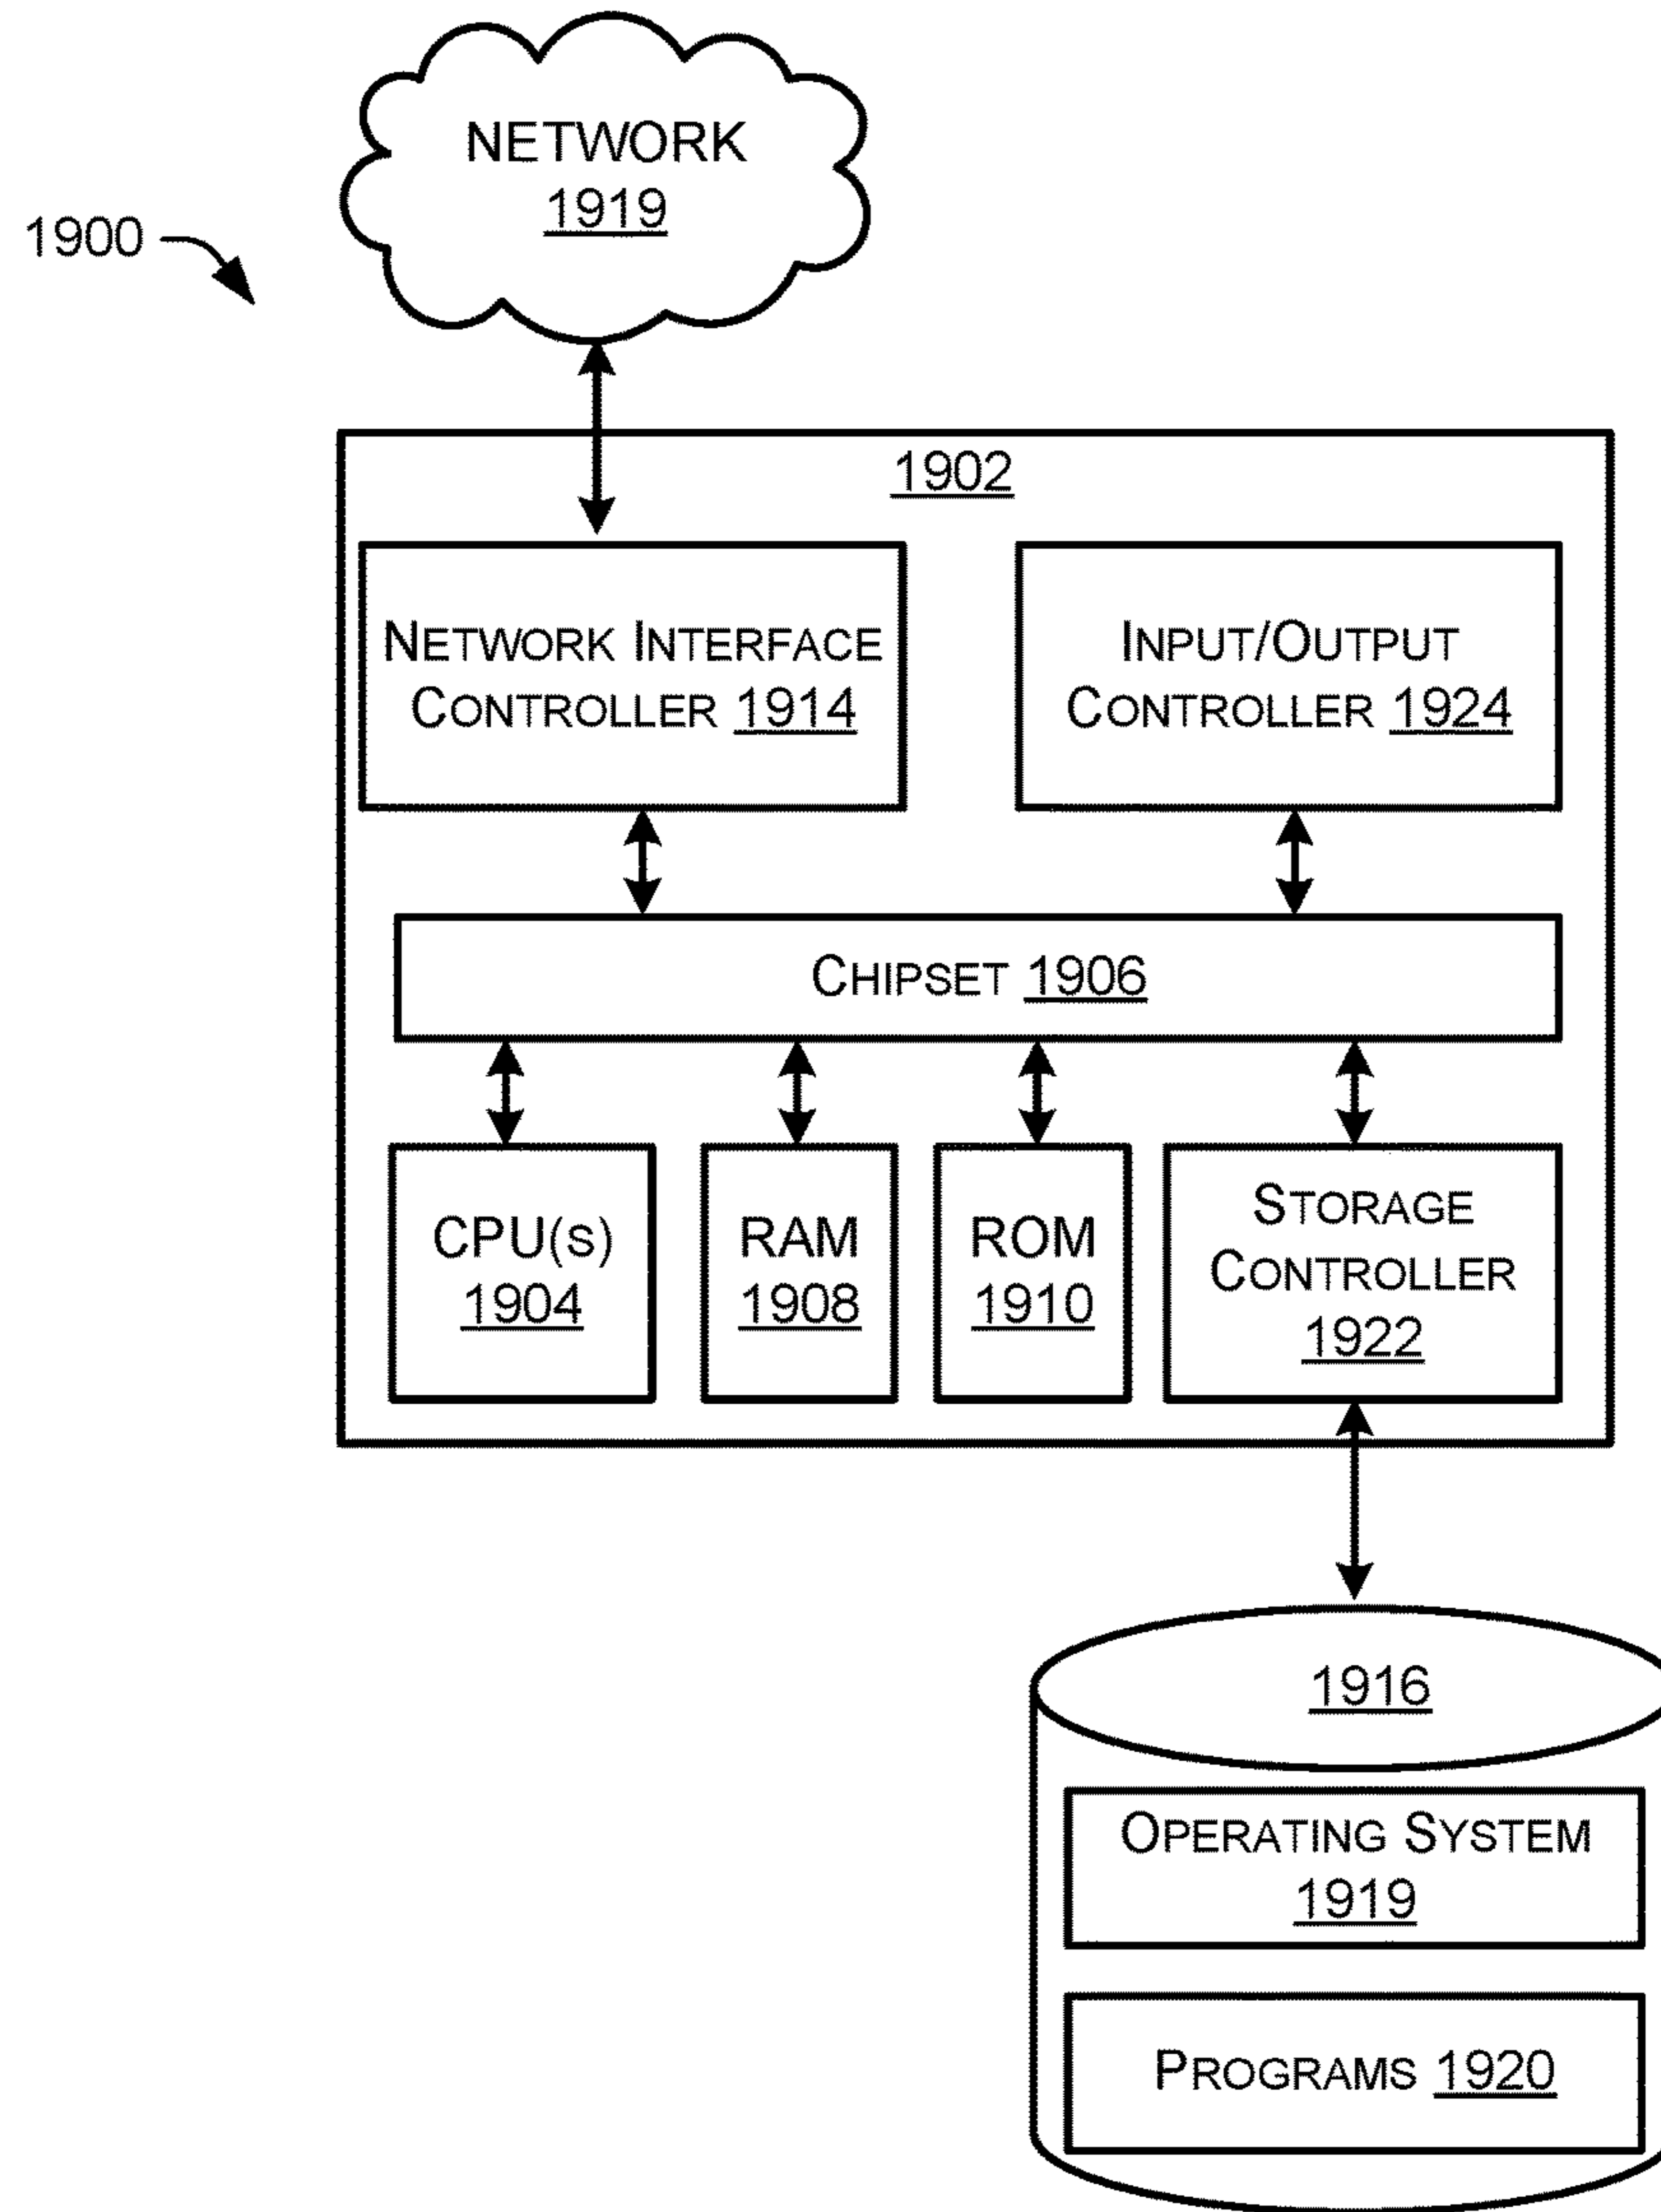 NETWORK
1919
1900
1902
NETWORK INTERFACE
CONTROLLER 1914
INPUT/OUTPUT
CONTROLLER 1924
CHIPSET 1906
CPU(S)
1904
RAM
1908
ROM
1910
STORAGE
CONTROLLER
1922
1916
OPERATING SYSTEM
1919
PROGRAMS 1920